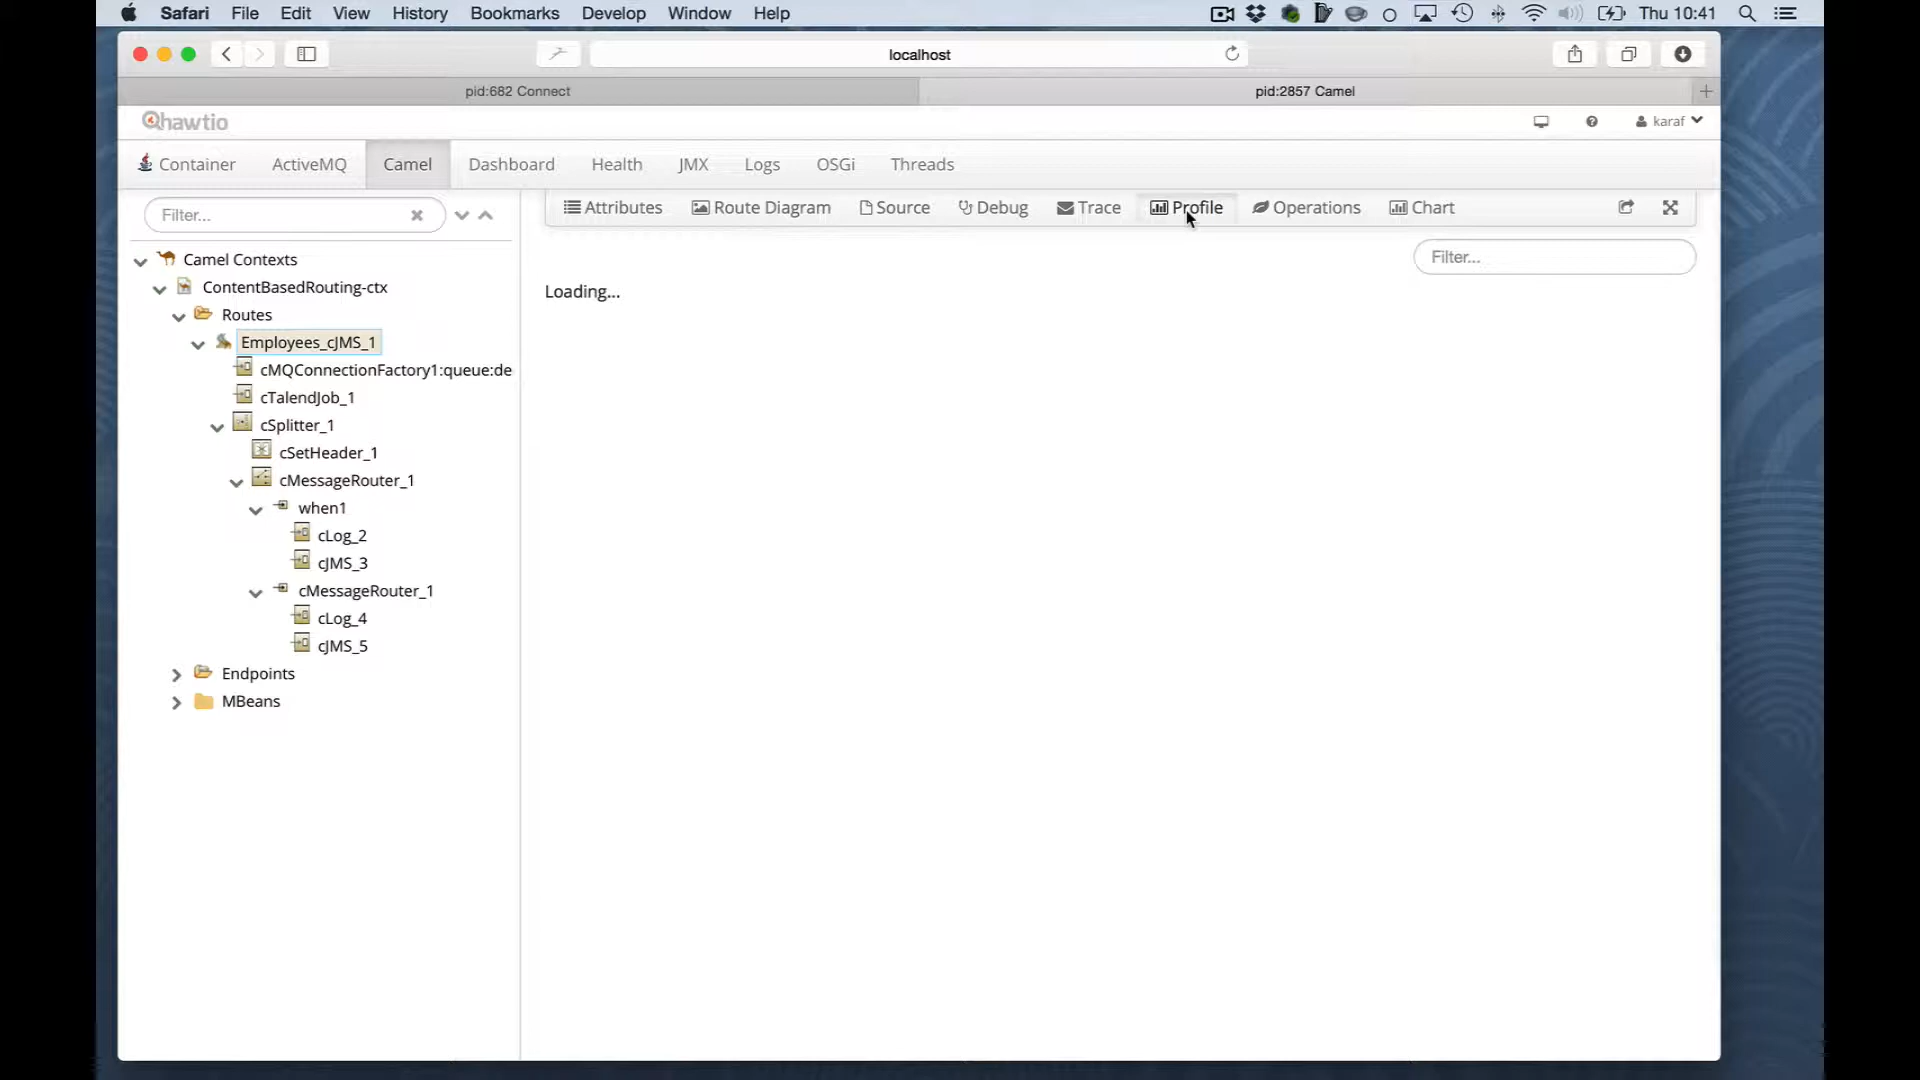 Safari File Edit View History Bookmarks Develop Window Help Thu 10:41
localhost
pid:682 Connect pid:2857 Camel
hawtio karaf
Container ActiveMQ Camel Dashboard Health JMX Logs OSGi Threads
Attributes Route Diagram Source Debug Trace Profile Operations Chart
Filter...
Filter...
Loading...
Camel Contexts
ContentBasedRouting-ctx
Routes
Employees_cJMS_1
cMQConnectionFactory1:queue:de
cTalendJob_1
cSplitter_1
cSetHeader_1
cMessageRouter_1
when1
cLog_2
cJMS_3
cMessageRouter_1
cLog_4
cJMS_5
Endpoints
MBeans